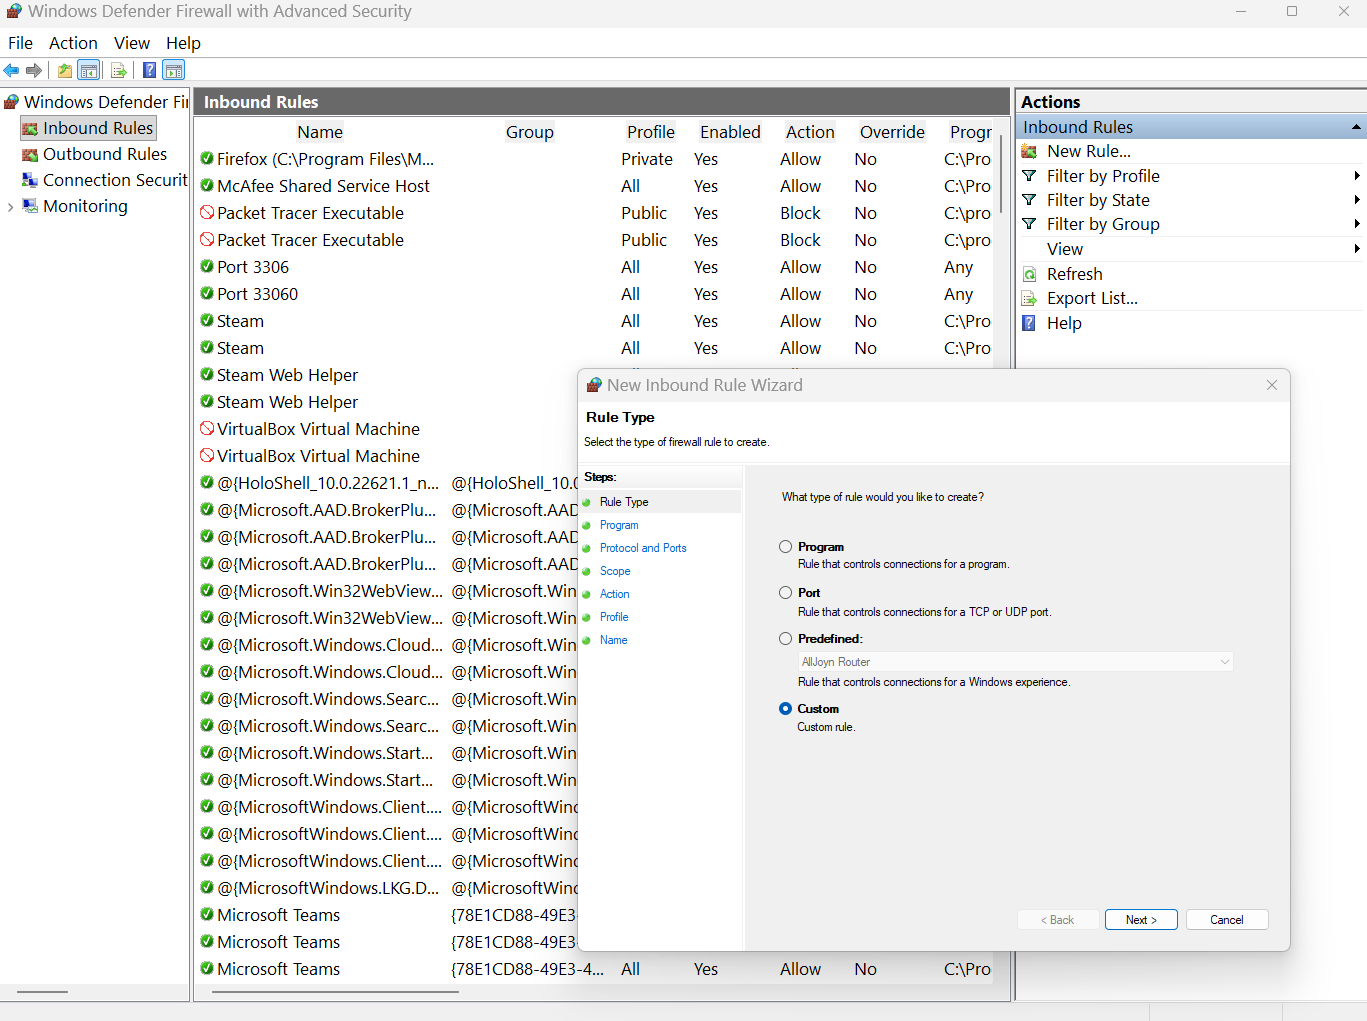 Windows Defender Firewall with Advanced Security
File Action View Help
Windows Defender Fir
Inbound Rules
Outbound Rules
Connection Securit
Monitoring
Inbound Rules
Name Group Profile Enabled Action Override Progr
Firefox (C:\Program Files\M... Private Yes Allow No C:\Pro
McAfee Shared Service Host All Yes Allow No C:\Pro
Packet Tracer Executable Public Yes Block No C:\pro
Packet Tracer Executable Public Yes Block No C:\pro
Port 3306 All Yes Allow No Any
Port 33060 All Yes Allow No Any
Steam All Yes Allow No C:\Pro
Steam All Yes Allow No C:\Pro
Steam Web Helper
Steam Web Helper
VirtualBox Virtual Machine
VirtualBox Virtual Machine
@{HoloShell_10.0.22621.1_n... @{HoloShell_10.0
@{Microsoft.AAD.BrokerPlu... @{Microsoft.AAD
@{Microsoft.AAD.BrokerPlu... @{Microsoft.AAD
@{Microsoft.AAD.BrokerPlu... @{Microsoft.AAD
@{Microsoft.Win32WebView... @{Microsoft.Win
@{Microsoft.Win32WebView... @{Microsoft.Win
@{Microsoft.Windows.Cloud... @{Microsoft.Win
@{Microsoft.Windows.Cloud... @{Microsoft.Win
@{Microsoft.Windows.Searc... @{Microsoft.Win
@{Microsoft.Windows.Searc... @{Microsoft.Win
@{Microsoft.Windows.Start... @{Microsoft.Win
@{Microsoft.Windows.Start... @{Microsoft.Win
@{MicrosoftWindows.Client.... @{MicrosoftWind
@{MicrosoftWindows.Client.... @{MicrosoftWind
@{MicrosoftWindows.Client.... @{MicrosoftWind
@{MicrosoftWindows.LKG.D... @{MicrosoftWind
Microsoft Teams {78E1CD88-49E3-
Microsoft Teams {78E1CD88-49E3-
Microsoft Teams {78E1CD88-49E3-4... All Yes Allow No C:\Pro
Actions
Inbound Rules
New Rule...
Filter by Profile
Filter by State
Filter by Group
View
Refresh
Export List...
Help
New Inbound Rule Wizard
Rule Type
Select the type of firewall rule to create.
Steps:
Rule Type
Program
Protocol and Ports
Scope
Action
Profile
Name
What type of rule would you like to create?
Program
Rule that controls connections for a program.
Port
Rule that controls connections for a TCP or UDP port.
Predefined:
AllJoyn Router
Rule that controls connections for a Windows experience.
Custom
Custom rule.
< Back Next > Cancel